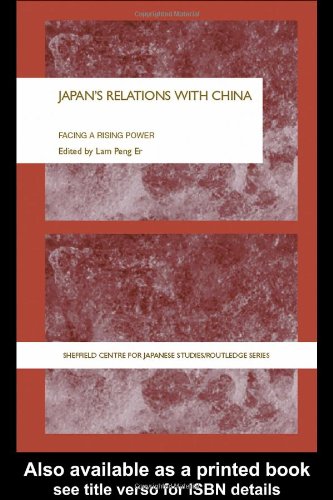 JAPAN'S RELATIONS WITH CHINA
FACING A RISING POWER
Edited by Lam Peng Er
SHEFFIELD CENTRE FOR JAPANESE STUDIES/ROUTLEDGE SERIES
Also available as a printed book
see title verso for ISBN details